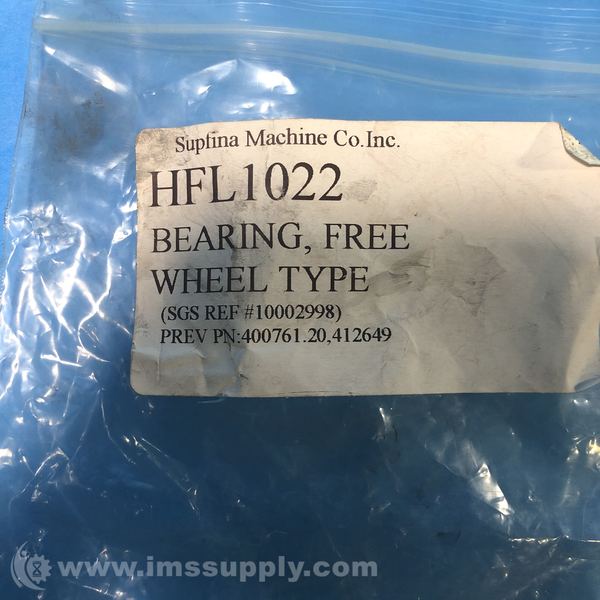 Supfina Machine Co.Inc.
HFL1022
BEARING, FREE
WHEEL TYPE
(SGS REF #10002998)
PREV PN:400761.20,412649
www.imssupply.com